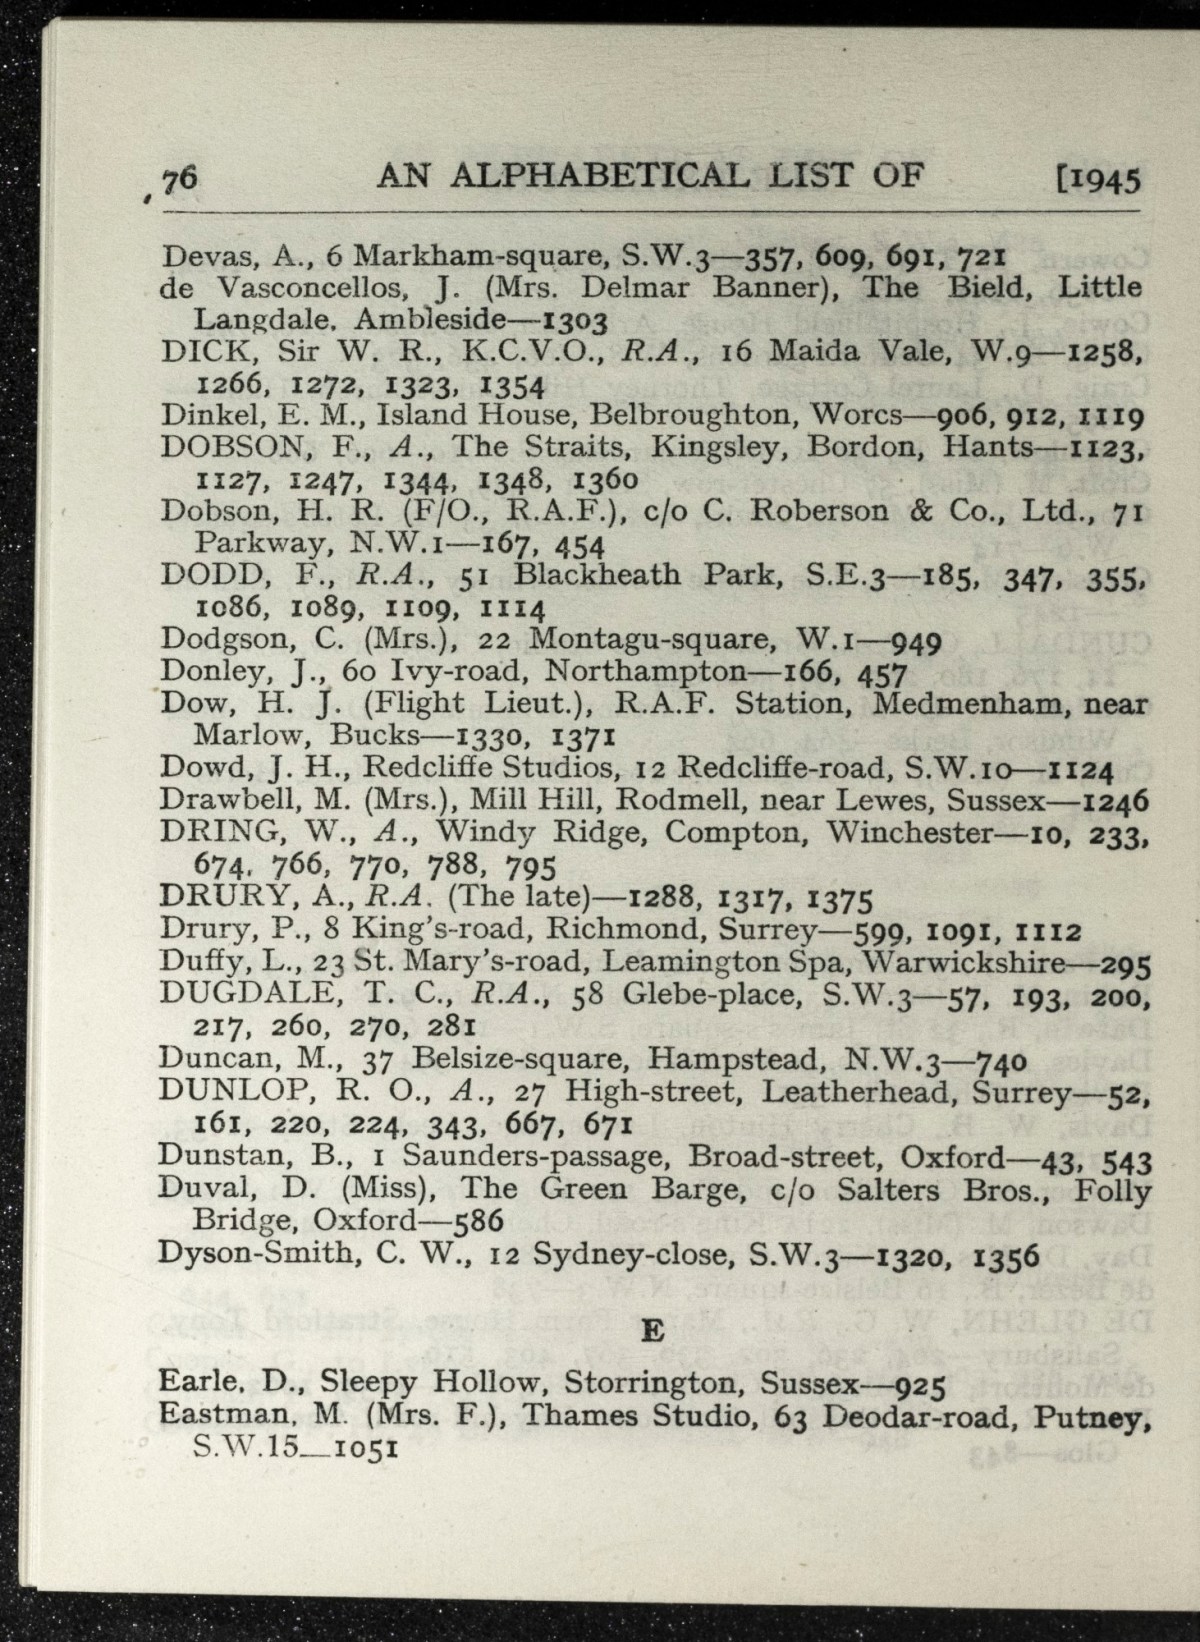 76 AN ALPHABETICAL LIST OF [1945
Devas, A., 6 Markham-square, S.W.3—357, 609, 691, 721
de Vasconcellos, J. (Mrs. Delmar Banner), The Bield, Little
Langdale, Ambleside—1303
DICK, Sir W. R., K.C.V.O., R.A., 16 Maida Vale, W.9—1258,
1266, 1272, 1323, 1354
Dinkel, E. M., Island House, Belbroughton, Worcs—906, 912, 1119
DOBSON, F., A., The Straits, Kingsley, Bordon, Hants—1123,
1127, 1247, 1344, 1348, 1360
Dobson, H. R. (F/O., R.A.F.), c/o C. Roberson & Co., Ltd., 71
Parkway, N.W.1—167, 454
DODD, F., R.A., 51 Blackheath Park, S.E.3—185, 347, 355,
1086, 1089, 1109, 1114
Dodgson, C. (Mrs.), 22 Montagu-square, W.1—949
Donley, J., 60 Ivy-road, Northampton—166, 457
Dow, H. J. (Flight Lieut.), R.A.F. Station, Medmenham, near
Marlow, Bucks—1330, 1371
Dowd, J. H., Redcliffe Studios, 12 Redcliffe-road, S.W.10—1124
Drawbell, M. (Mrs.), Mill Hill, Rodmell, near Lewes, Sussex—1246
DRING, W., A., Windy Ridge, Compton, Winchester—10, 233,
674, 766, 770, 788, 795
DRURY, A., R.A. (The late)—1288, 1317, 1375
Drury, P., 8 King's-road, Richmond, Surrey—599, 1091, 1112
Duffy, L., 23 St. Mary's-road, Leamington Spa, Warwickshire—295
DUGDALE, T. C., R.A., 58 Glebe-place, S.W.3—57, 193, 200,
217, 260, 270, 281
Duncan, M., 37 Belsize-square, Hampstead, N.W.3—740
DUNLOP, R. O., A., 27 High-street, Leatherhead, Surrey—52,
161, 220, 224, 343, 667, 671
Dunstan, B., 1 Saunders-passage, Broad-street, Oxford—43, 543
Duval, D. (Miss), The Green Barge, c/o Salters Bros., Folly
Bridge, Oxford—586
Dyson-Smith, C. W., 12 Sydney-close, S.W.3—1320, 1356
E
Earle, D., Sleepy Hollow, Storrington, Sussex—925
Eastman, M. (Mrs. F.), Thames Studio, 63 Deodar-road, Putney,
S.W.15—1051